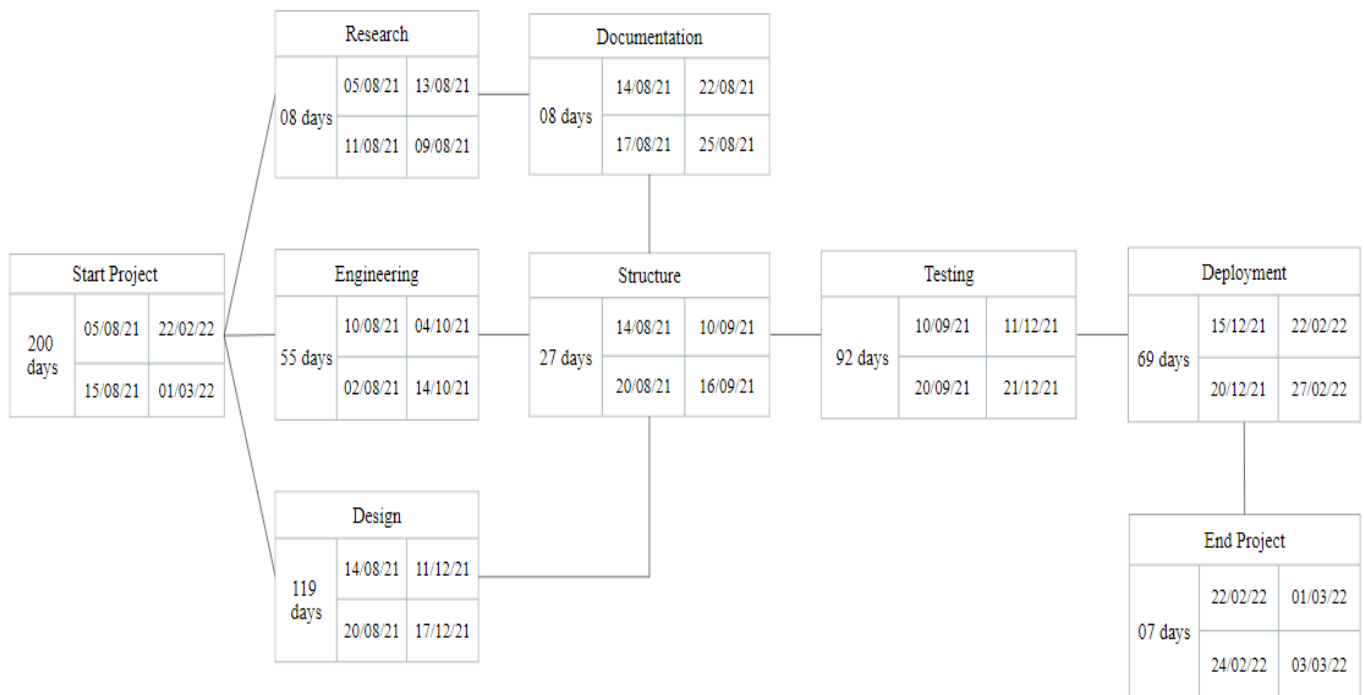 Research
08 days
05/08/21 13/08/21
11/08/21 09/08/21
Documentation
08 days
14/08/21 22/08/21
17/08/21 25/08/21
Start Project
200
days
05/08/21 22/02/22
15/08/21 01/03/22
Engineering
55 days
10/08/21 04/10/21
02/08/21 14/10/21
Structure
27 days
14/08/21 10/09/21
20/08/21 16/09/21
Testing
92 days
10/09/21 11/12/21
20/09/21 21/12/21
Deployment
69 days
15/12/21 22/02/22
20/12/21 27/02/22
Design
119
days
14/08/21 11/12/21
20/08/21 17/12/21
End Project
07 days
22/02/22 01/03/22
24/02/22 03/03/22